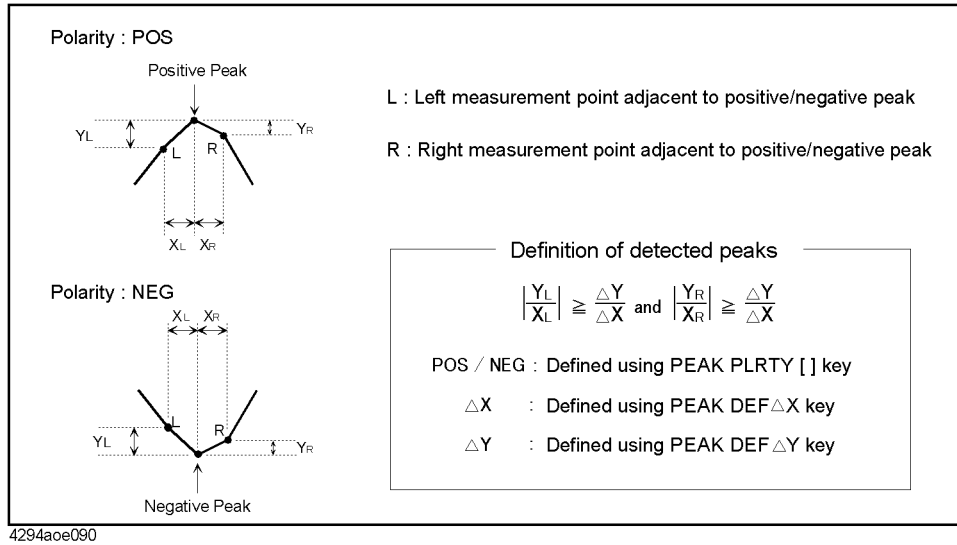 Polarity : POS
Positive Peak
YL
YR
L
R
XL XR
L : Left measurement point adjacent to positive/negative peak
R : Right measurement point adjacent to positive/negative peak
Polarity : NEG
XL XR
L
R
YL
YR
Negative Peak
Definition of detected peaks
|YL/XL| ≧ △Y/△X and |YR/XR| ≧ △Y/△X
POS / NEG : Defined using PEAK PLRTY [ ] key
△X : Defined using PEAK DEF△X key
△Y : Defined using PEAK DEF△Y key
4294aoe090